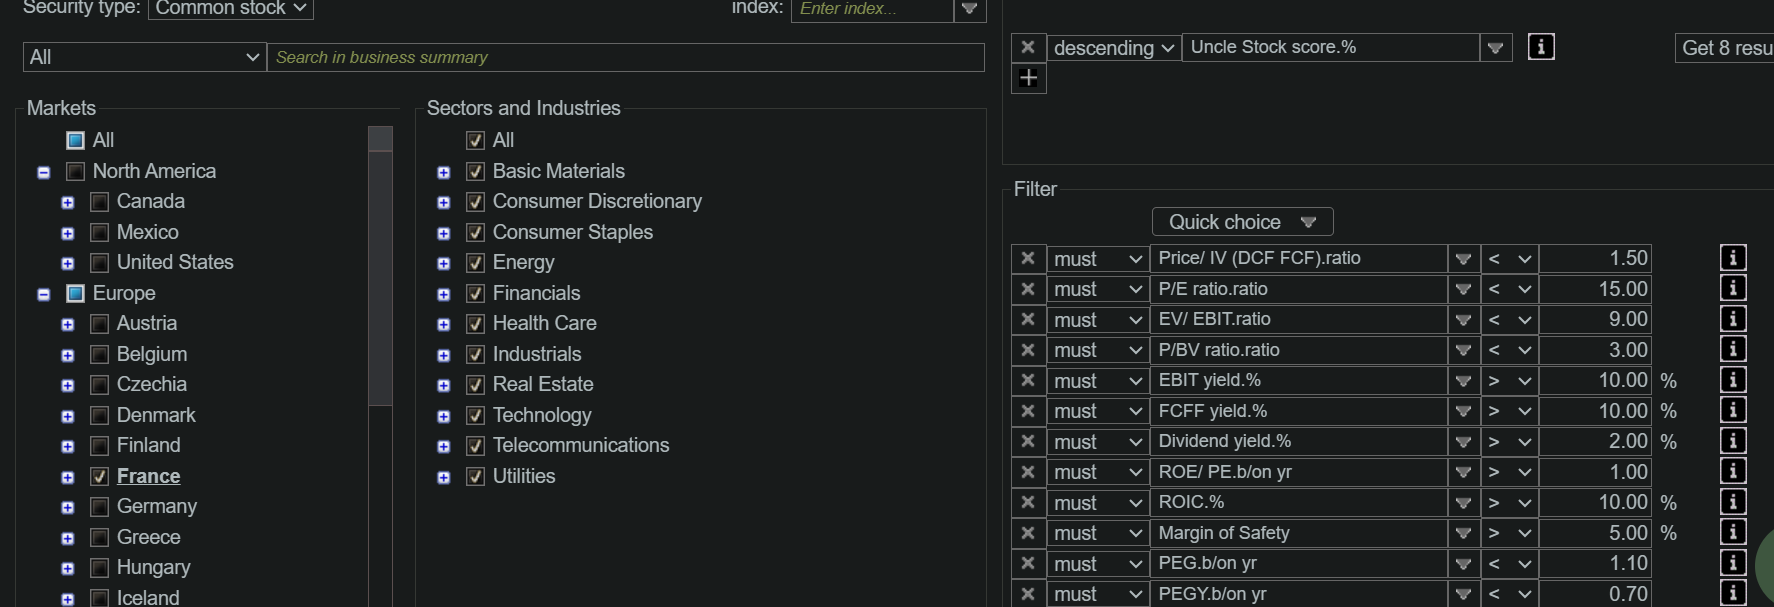 Security type: Common stock
index: Enter index...
All Search in business summary
Markets
All
North America
Canada
Mexico
United States
Europe
Austria
Belgium
Czechia
Denmark
Finland
France
Germany
Greece
Hungary
Iceland
Sectors and Industries
All
Basic Materials
Consumer Discretionary
Consumer Staples
Energy
Financials
Health Care
Industrials
Real Estate
Technology
Telecommunications
Utilities
descending Uncle Stock score.% i Get 8 resu
Filter
Quick choice
must Price/ IV (DCF FCF).ratio < 1.50 i
must P/E ratio.ratio < 15.00 i
must EV/ EBIT.ratio < 9.00 i
must P/BV ratio.ratio < 3.00 i
must EBIT yield.% > 10.00 % i
must FCFF yield.% > 10.00 % i
must Dividend yield.% > 2.00 % i
must ROE/ PE.b/on yr > 1.00 i
must ROIC.% > 10.00 % i
must Margin of Safety > 5.00 % i
must PEG.b/on yr < 1.10 i
must PEGY.b/on yr < 0.70 i